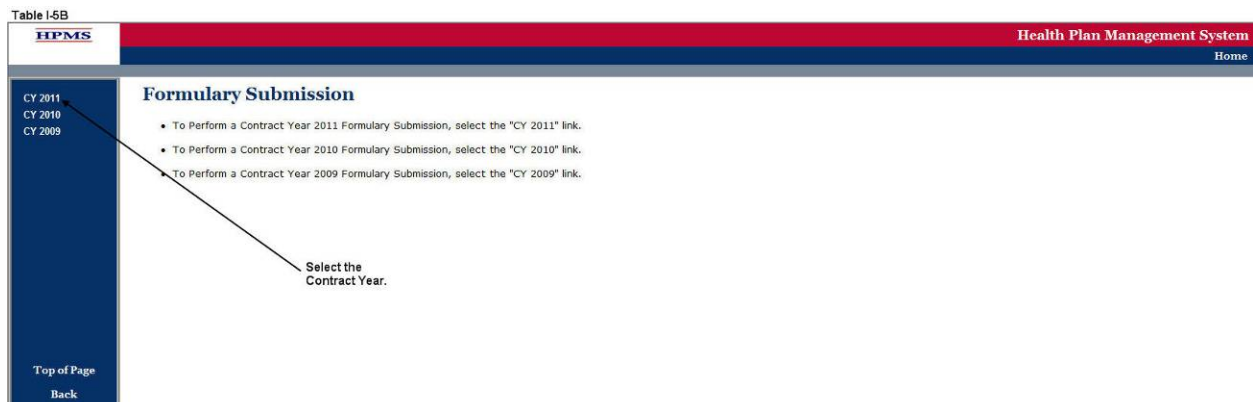 Table I-5B
HPMS
Health Plan Management System
Home
CY 2011
CY 2010
CY 2009
Formulary Submission
• To Perform a Contract Year 2011 Formulary Submission, select the "CY 2011" link.
• To Perform a Contract Year 2010 Formulary Submission, select the "CY 2010" link.
• To Perform a Contract Year 2009 Formulary Submission, select the "CY 2009" link.
Select the
Contract Year.
Top of Page
Back